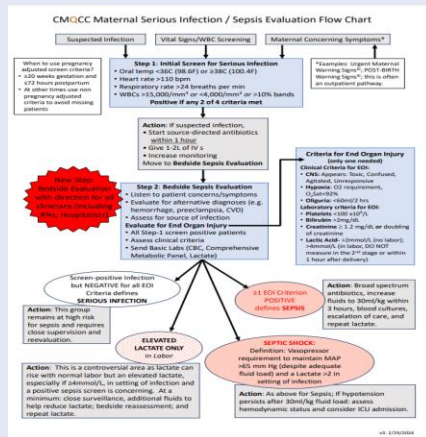 CMQCC Maternal Serious Infection / Sepsis Evaluation Flow Chart
Suspected Infection
Vital Signs/WBC Screening
Maternal Concerning Symptoms*
When to use pregnancy
adjusted screen criteria?
• ≥20 weeks gestation and
≤72 hours postpartum
• At other times use non
pregnancy adjusted
criteria to avoid missing
patients
Step 1: Initial Screen for Serious Infection
• Oral temp <36C (98.6F) or ≥38C (100.4F)
• Heart rate >110 bpm
• Respiratory rate >24 breaths per min
• WBCs >15,000/mm³ or <4,000/mm³ or >10% bands
Positive if any 2 of 4 criteria met
*Examples: Urgent Maternal
Warning Signs, POST-BIRTH
Warning Signs; this is often
an outpatient pathway.
Action: If suspected infection,
• Start source-directed antibiotics
within 1 hour
• Give 1-2L of IV s
• Increase monitoring
Move to Bedside Sepsis Evaluation
New Step:
Bedside Evaluation
with direction for all
clinicians (including
RNs, Hospitalists)
Step 2: Bedside Sepsis Evaluation
• Listen to patient concerns/symptoms
• Evaluate for alternative diagnoses (e.g.
hemorrhage, preeclampsia, CVD)
• Assess for source of infection
Evaluate for End Organ Injury
• All Step-1 screen positive patients
• Assess clinical criteria
• Send Basic Labs (CBC, Comprehensive
Metabolic Panel, Lactate)
Criteria for End Organ Injury
(only one needed)
Clinical Criteria for EOI:
• CNS: Appears: Toxic, Confused,
Agitated, Unresponsive
• Hypoxia: O2 requirement,
O₂Sat<92%
• Oliguria: <60ml/2 hrs
Laboratory criteria for EOI:
• Platelets <100 x10⁹/L
• Bilirubin >2mg/dL
• Creatinine ≥ 1.2 mg/dL or doubling
of creatinine
• Lactic Acid- >2mmol/L (no labor);
>4mmol/L (in labor, DO NOT
measure in the 2nd stage or within
1 hour after delivery)
Screen-positive Infection
but NEGATIVE for all EOI
Criteria defines
SERIOUS INFECTION
≥1 EOI Criterion
POSITIVE
defines SEPSIS
Action: Broad spectrum
antibiotics, increase
fluids to 30ml/kg within
3 hours, blood cultures,
escalation of care, and
repeat lactate.
Action: This group
remains at high risk
for sepsis and requires
close supervision and
reevaluation.
ELEVATED
LACTATE ONLY
in Labor
SEPTIC SHOCK:
Definition: Vasopressor
requirement to maintain MAP
>65 mm Hg (despite adequate
fluid load) and a Lactate >2 in
setting of infection
Action: This is a controversial area as lactate can
rise with normal labor but an elevated lactate,
especially if ≥4mmol/L, in setting of infection and
a positive sepsis screen is concerning. At a
minimum: close surveillance, additional fluids
to help reduce lactate; bedside reassessment; and
repeat lactate.
Action: As above for Sepsis; If hypotension
persists after 30ml/kg fluid load: assess
hemodynamic status and consider ICU admission.